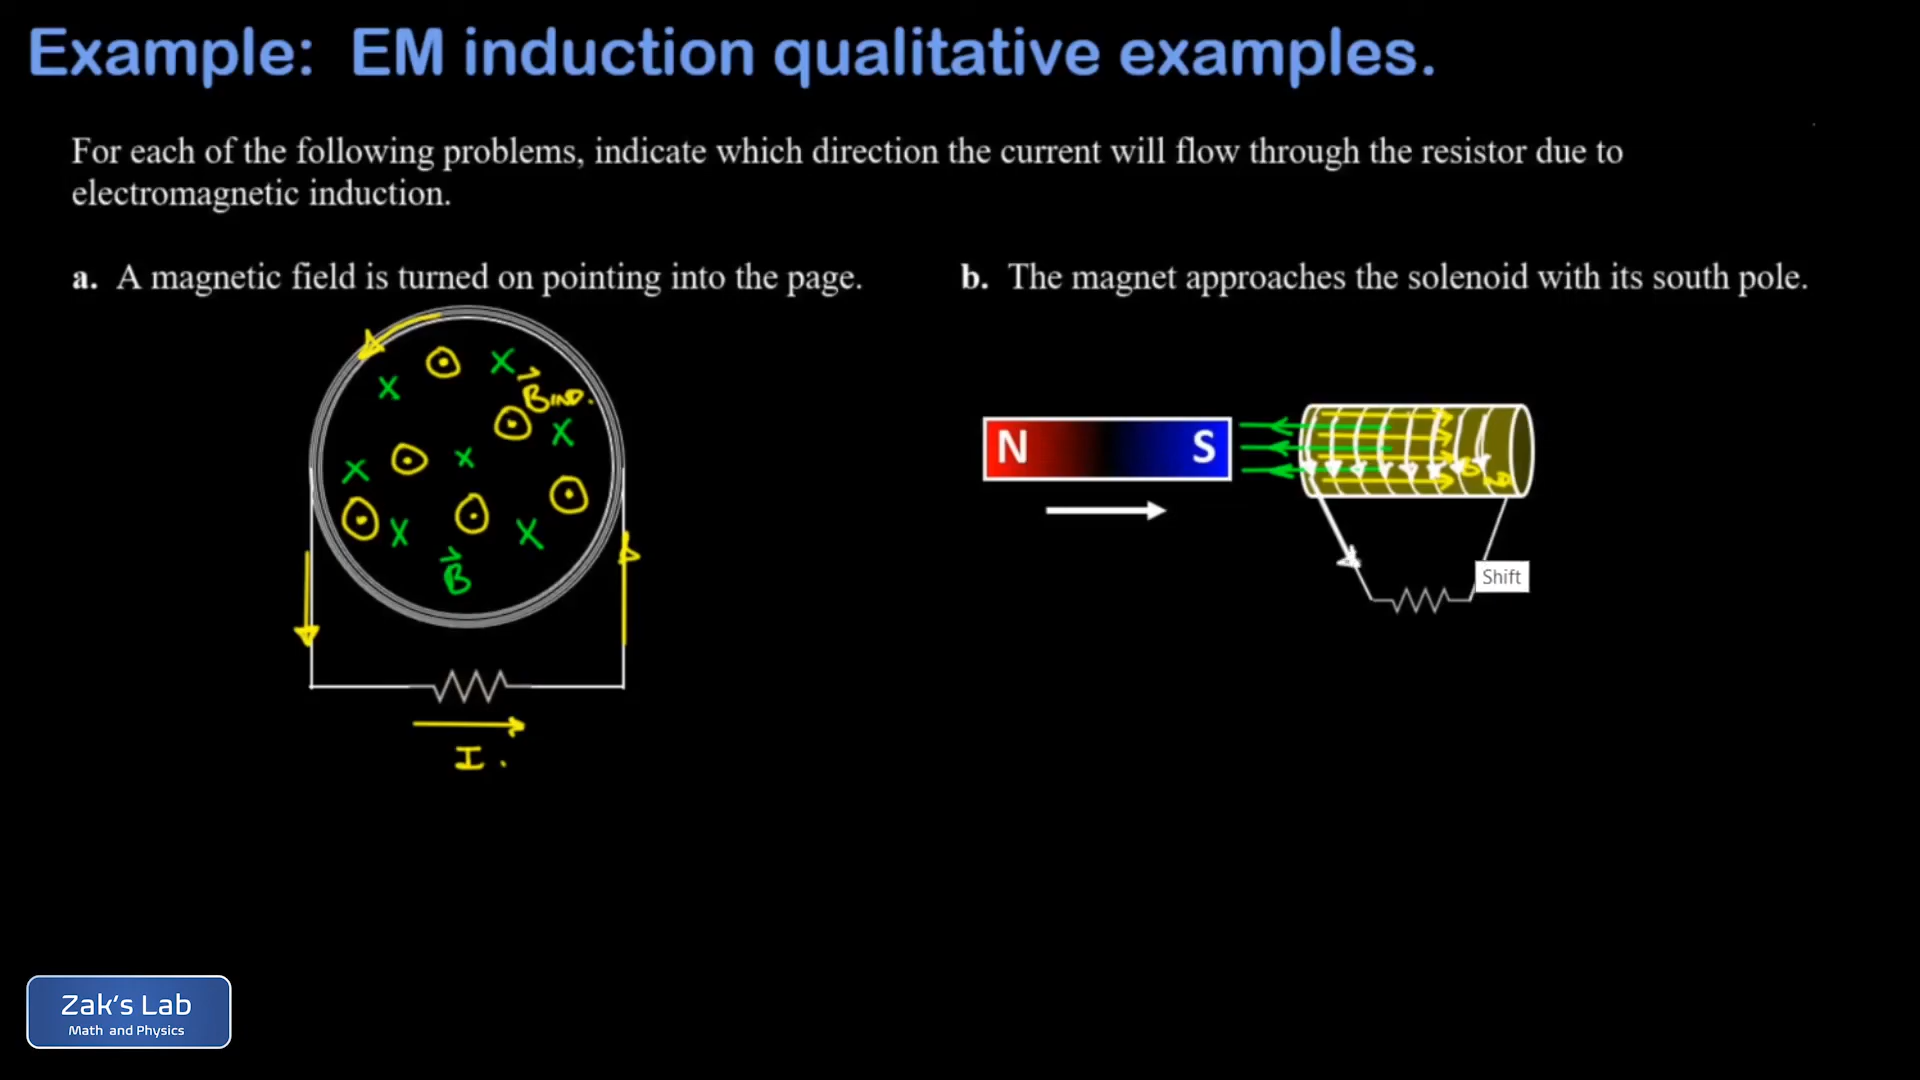 Example: EM induction qualitative examples.
For each of the following problems, indicate which direction the current will flow through the resistor due to
electromagnetic induction.
a. A magnetic field is turned on pointing into the page.
b. The magnet approaches the solenoid with its south pole.
B IND.
B
I.
N
S
Shift
Zak's Lab
Math and Physics